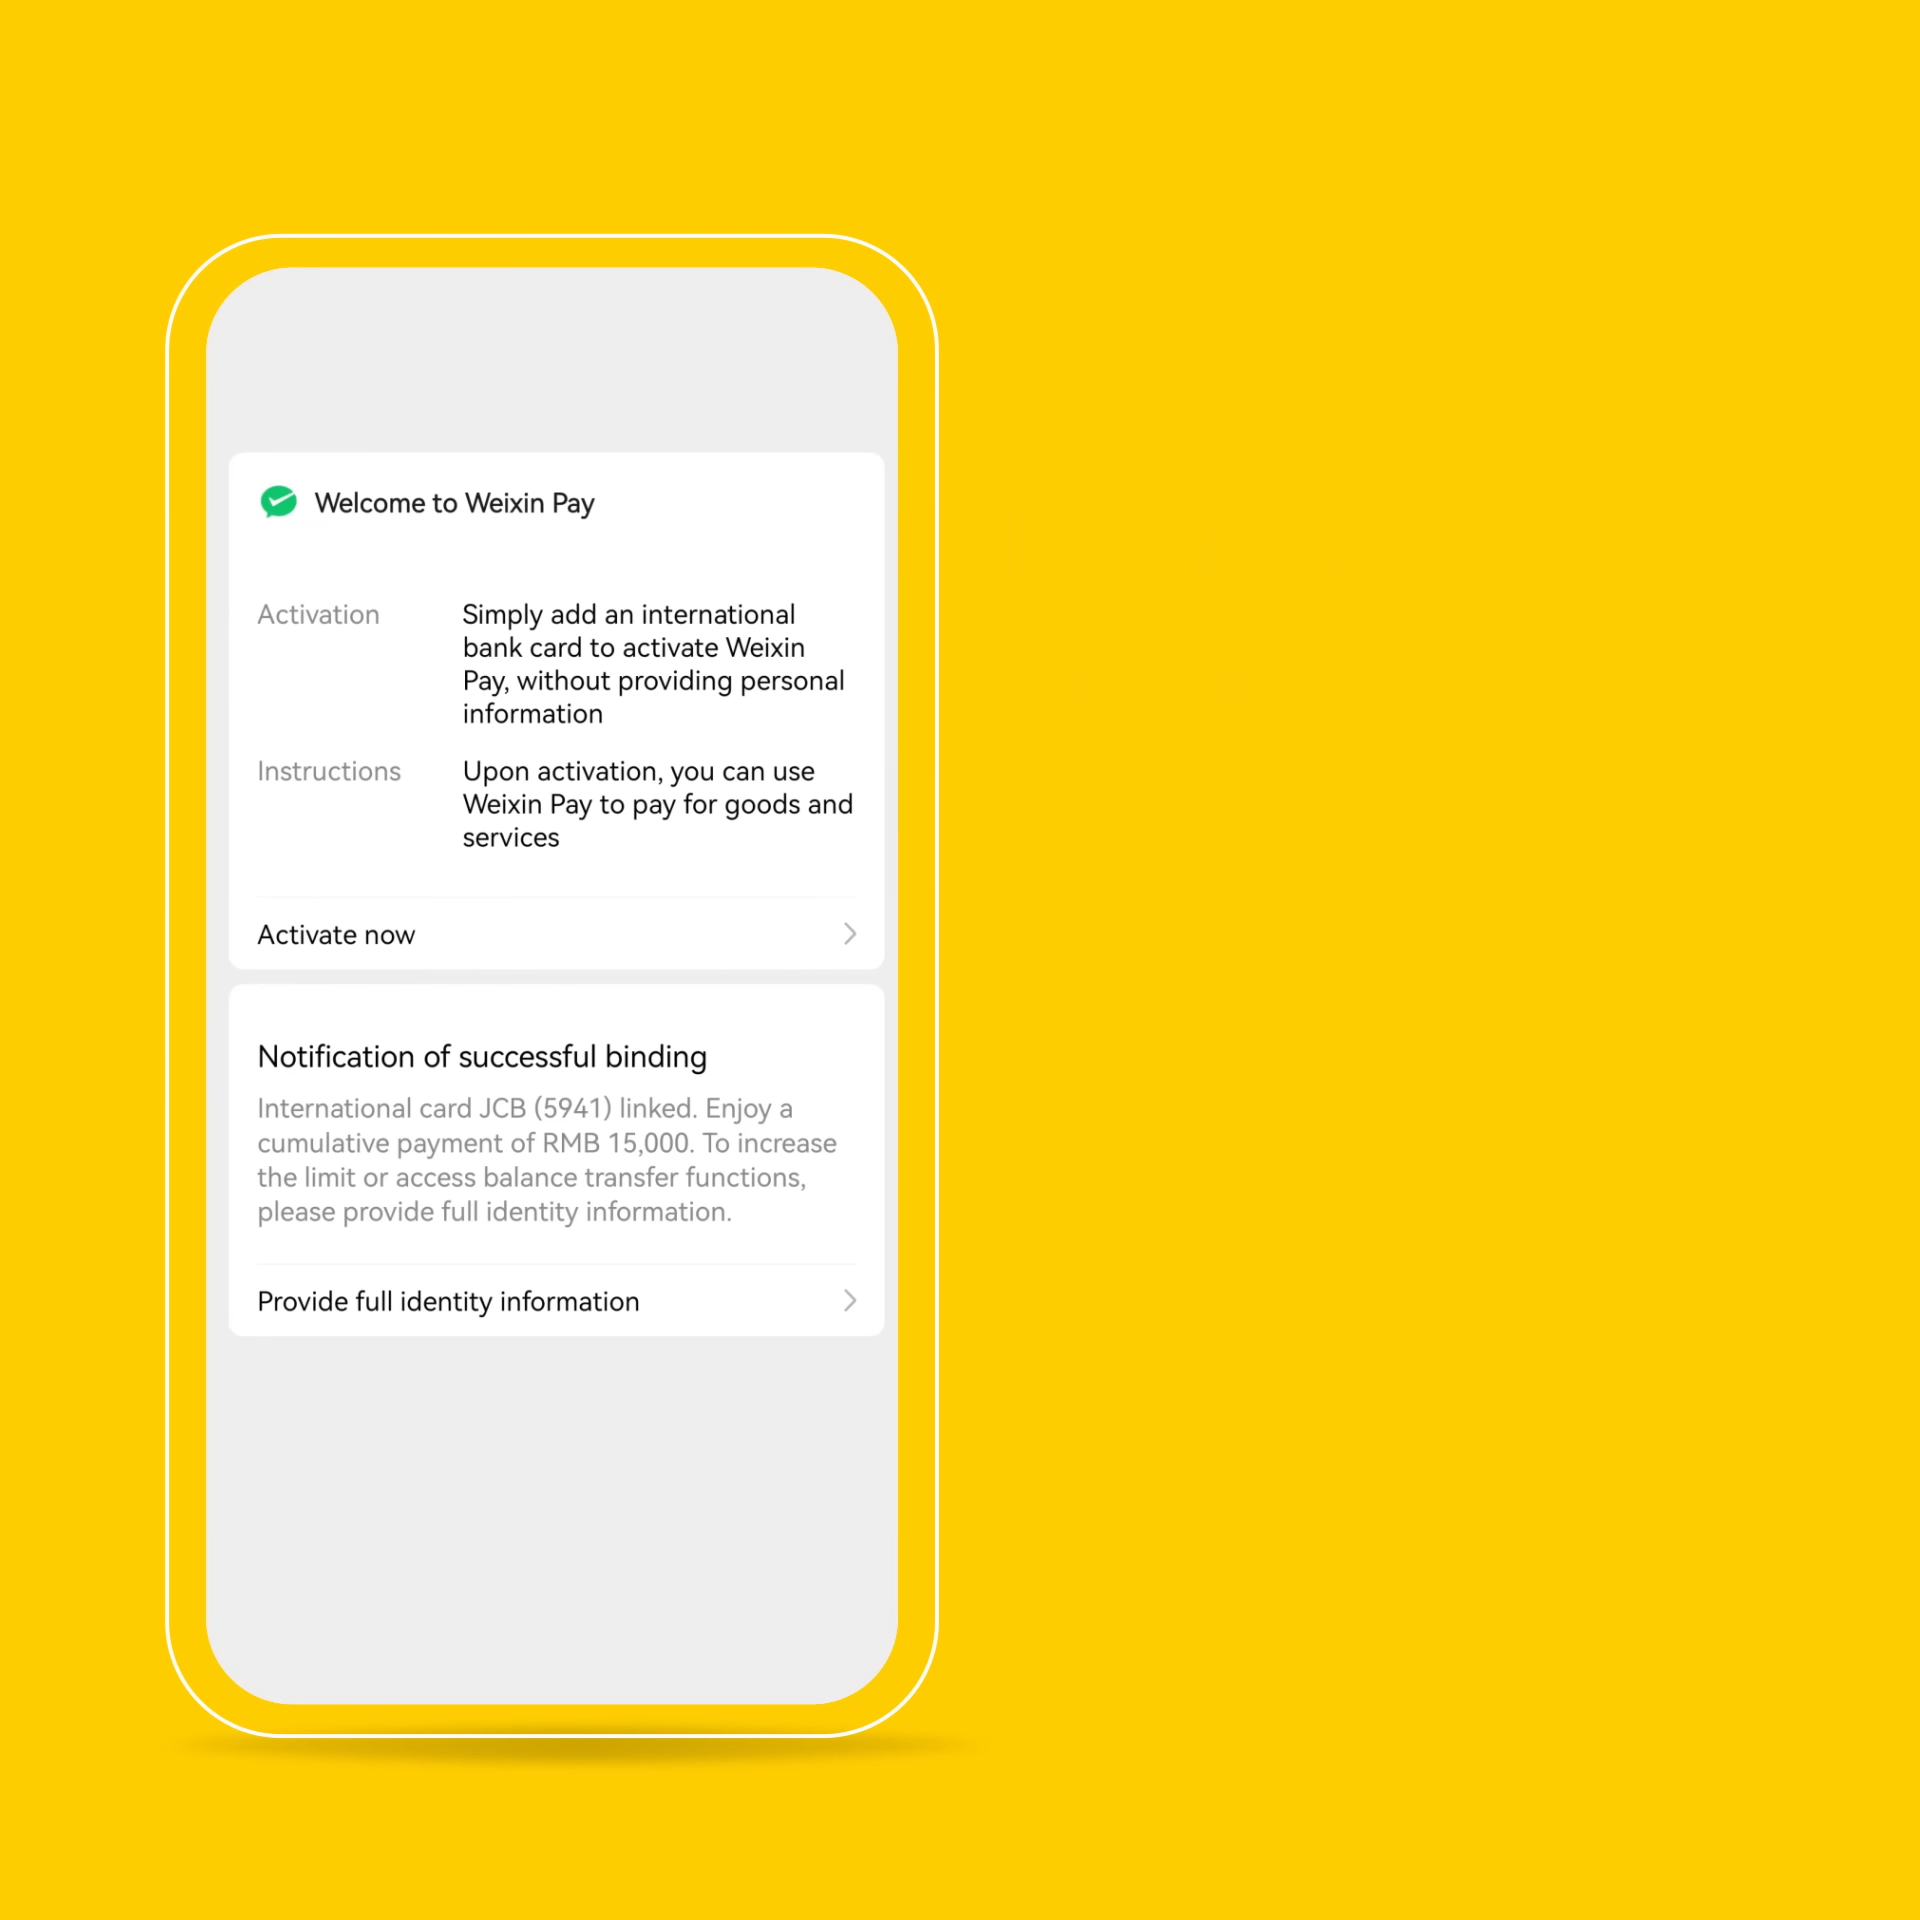 Welcome to Weixin Pay
Activation
Simply add an international
bank card to activate Weixin
Pay, without providing personal
information
Instructions
Upon activation, you can use
Weixin Pay to pay for goods and
services
Activate now
Notification of successful binding
International card JCB (5941) linked. Enjoy a
cumulative payment of RMB 15,000. To increase
the limit or access balance transfer functions,
please provide full identity information.
Provide full identity information